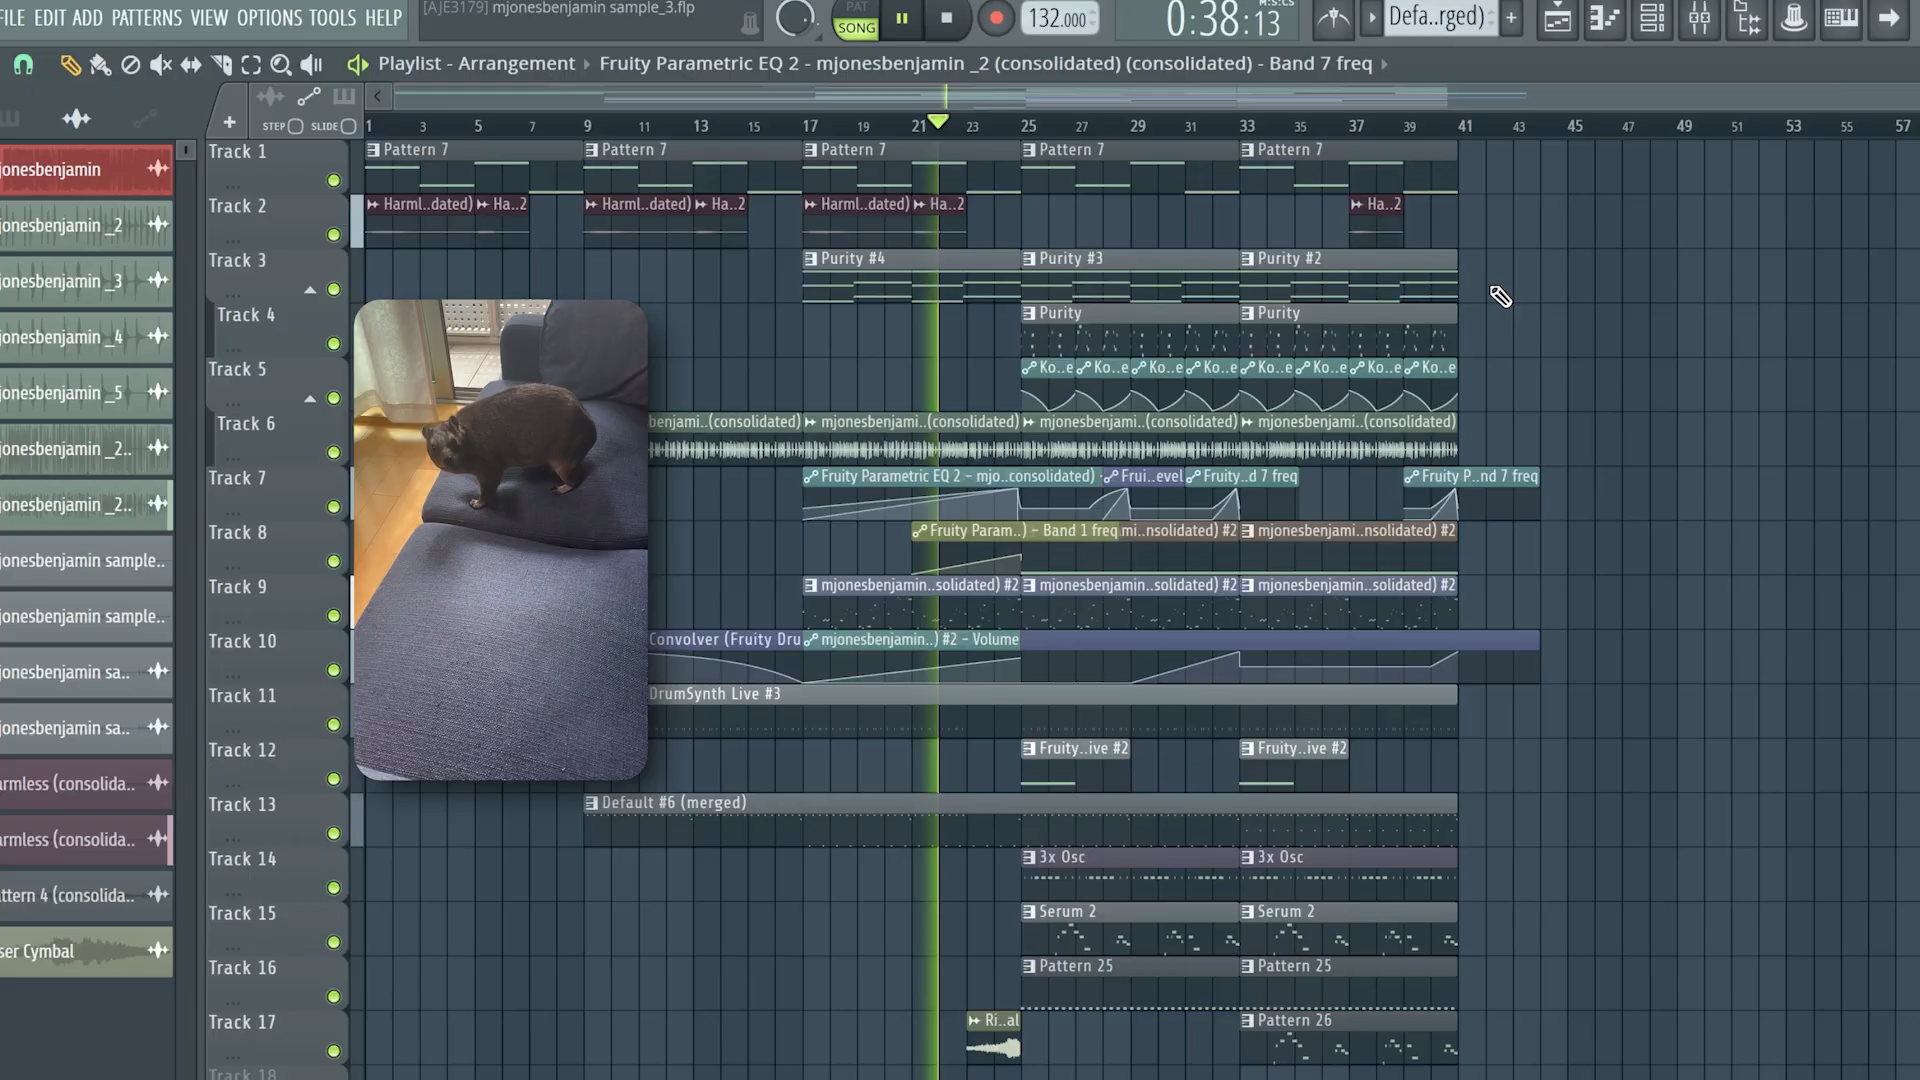 FILE EDIT ADD PATTERNS VIEW OPTIONS TOOLS HELP
[AJE3179] mjonesbenjamin sample_3.flp
PAT
SONG
132.000
0:38:13
M:S:CS
Defa..rged)
Playlist - Arrangement › Fruity Parametric EQ 2 - mjonesbenjamin _2 (consolidated) (consolidated) - Band 7 freq
STEP SLIDE
1 3 5 7 9 11 13 15 17 19 21 23 25 27 29 31 33 35 37 39 41 43 45 47 49 51 53 55 57
jonesbenjamin
jonesbenjamin _2
jonesbenjamin _3
jonesbenjamin _4
jonesbenjamin _5
jonesbenjamin _2..
jonesbenjamin _2..
jonesbenjamin sample..
jonesbenjamin sample..
jonesbenjamin sa..
jonesbenjamin sa..
armless (consolida..
armless (consolida..
attern 4 (consolida..
ser Cymbal
Track 1
Pattern 7 Pattern 7 Pattern 7 Pattern 7 Pattern 7
Track 2
Harml..dated) Ha..2 Harml..dated) Ha..2 Harml..dated) Ha..2 Ha..2
Track 3
Purity #4 Purity #3 Purity #2
Track 4
Purity Purity
Track 5
Ko..e Ko..e Ko..e Ko..e Ko..e Ko..e Ko..e Ko..e
Track 6
benjami..(consolidated) mjonesbenjami..(consolidated) mjonesbenjami..(consolidated) mjonesbenjami..(consolidated)
Track 7
Fruity Parametric EQ 2 - mjo..consolidated) - Frui..evel Fruity..d 7 freq Fruity P..nd 7 freq
Track 8
Fruity Param..) - Band 1 freq mi..nsolidated) #2 mjonesbenjami..nsolidated) #2
Track 9
mjonesbenjamin..solidated) #2 mjonesbenjamin..solidated) #2 mjonesbenjamin..solidated) #2
Track 10
Convolver (Fruity Dru mjonesbenjamin..) #2 - Volume
Track 11
DrumSynth Live #3
Track 12
Fruity..ive #2 Fruity..ive #2
Track 13
Default #6 (merged)
Track 14
3x Osc 3x Osc
Track 15
Serum 2 Serum 2
Track 16
Pattern 25 Pattern 25
Track 17
Ri..al Pattern 26
Track 18